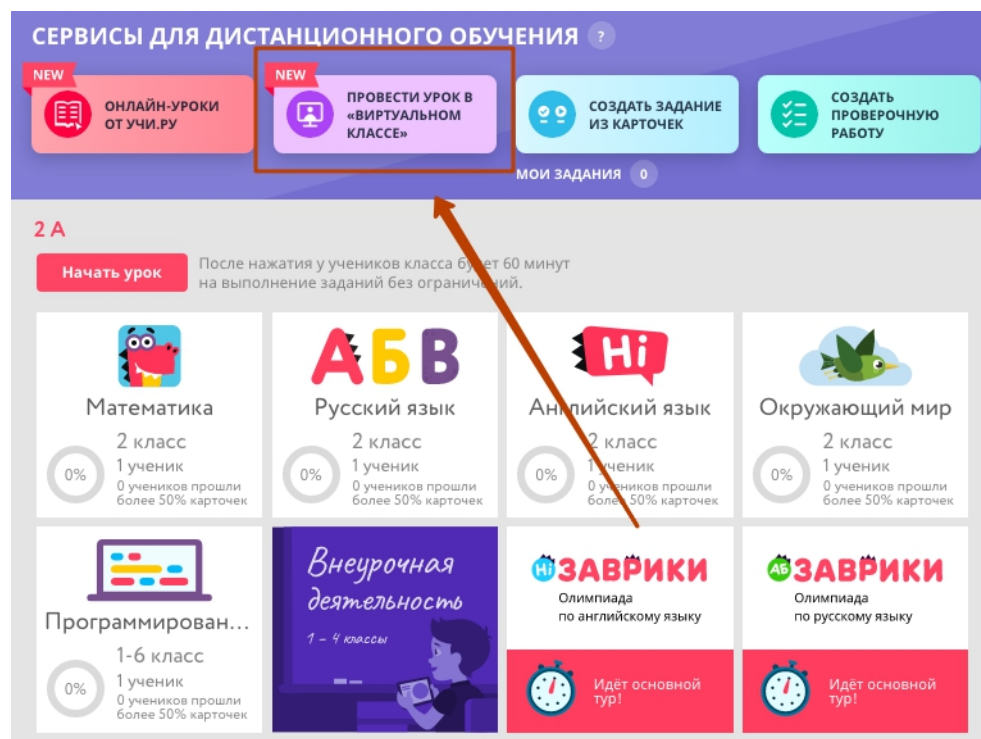 СЕРВИСЫ ДЛЯ ДИСТАНЦИОННОГО ОБУЧЕНИЯ ?
NEW
ОНЛАЙН-УРОКИ
ОТ УЧИ.РУ
NEW
ПРОВЕСТИ УРОК В
«ВИРТУАЛЬНОМ
КЛАССЕ»
СОЗДАТЬ ЗАДАНИЕ
ИЗ КАРТОЧЕК
СОЗДАТЬ
ПРОВЕРОЧНУЮ
РАБОТУ
МОИ ЗАДАНИЯ 0
2 А
Начать урок
После нажатия у учеников класса будет 60 минут
на выполнение заданий без ограничений.
Математика
2 класс
0%
1 ученик
0 учеников прошли
более 50% карточек
АБВ
Русский язык
2 класс
0%
1 ученик
0 учеников прошли
более 50% карточек
Hi
Английский язык
2 класс
0%
1 ученик
0 учеников прошли
более 50% карточек
Окружающий мир
2 класс
0%
1 ученик
0 учеников прошли
более 50% карточек
Программирован...
1-6 класс
0%
1 ученик
0 учеников прошли
более 50% карточек
Внеурочная
деятельность
1 – 4 классы
Hi ЗАВРИКИ
Олимпиада
по английскому языку
Идёт основной
тур!
АБ ЗАВРИКИ
Олимпиада
по русскому языку
Идёт основной
тур!